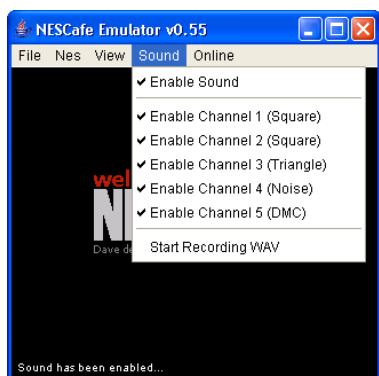 NESCafe Emulator v0.55
File Nes View Sound Online
Enable Sound
Enable Channel 1 (Square)
Enable Channel 2 (Square)
Enable Channel 3 (Triangle)
Enable Channel 4 (Noise)
Enable Channel 5 (DMC)
Start Recording WAV
wel
N
Dave de
Sound has been enabled...